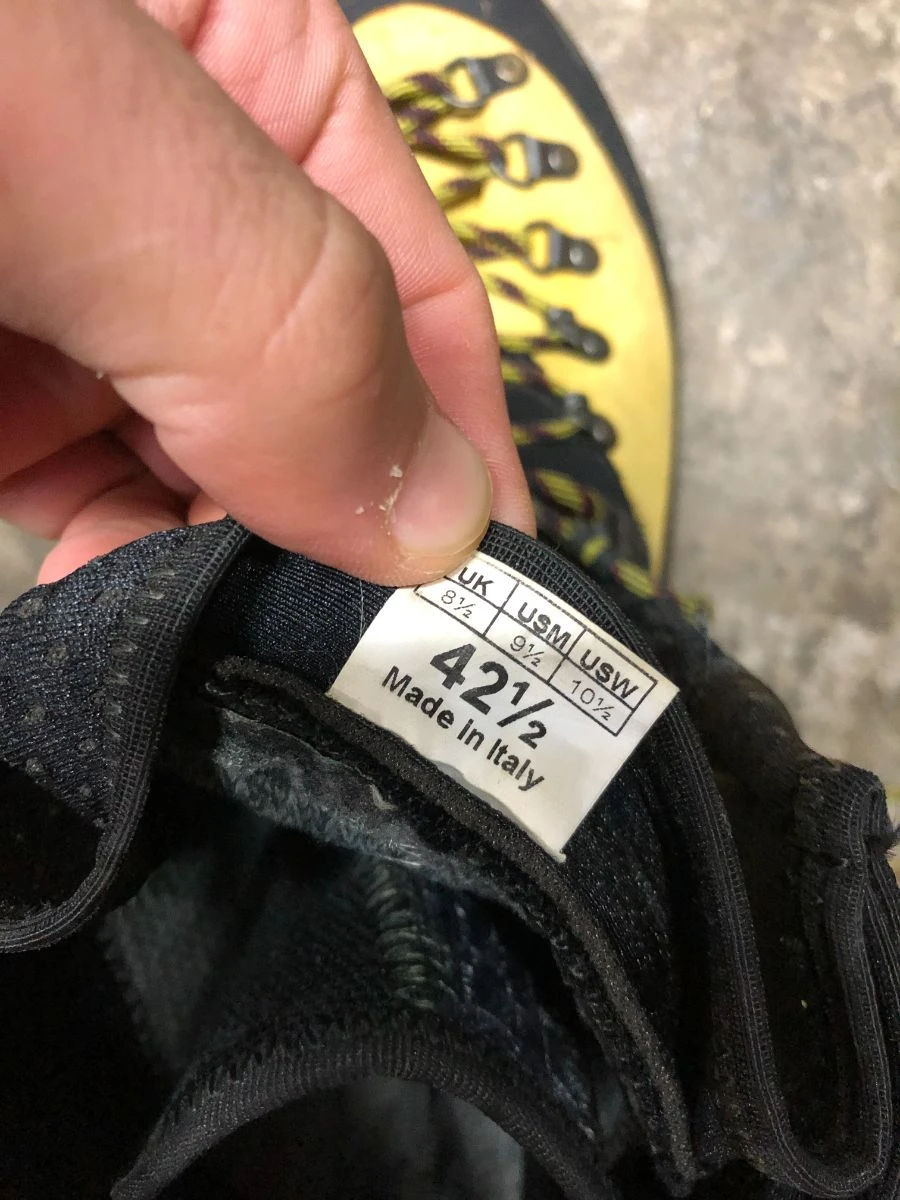 UK USM USW
8½ 9½ 10½
42½
Made in Italy